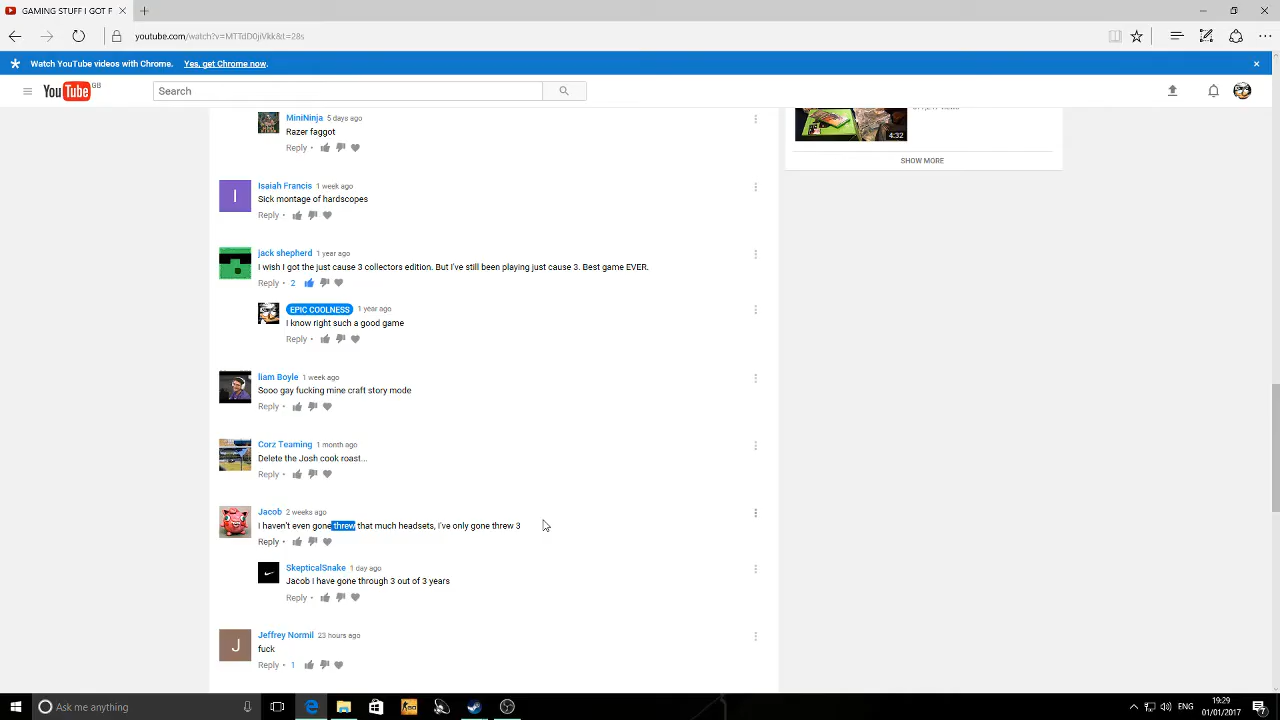 GAMING STUFF I GOT F
youtube.com/watch?v=MTTdD0jiVkk&t=28s
Watch YouTube videos with Chrome. Yes, get Chrome now.
YouTube GB
Search
MiniNinja 5 days ago
Razer faggot
Reply •
4:32
SHOW MORE
I
Isaiah Francis 1 week ago
Sick montage of hardscopes
Reply •
jack shepherd 1 year ago
I wish I got the just cause 3 collectors edition. But I've still been playing just cause 3. Best game EVER.
Reply • 2
EPIC COOLNESS 1 year ago
I know right such a good game
Reply •
liam Boyle 1 week ago
Sooo gay fucking mine craft story mode
Reply •
Corz Teaming 1 month ago
Delete the Josh cook roast...
Reply •
Jacob 2 weeks ago
I haven't even gone threw that much headsets, i've only gone threw 3
Reply •
SkepticalSnake 1 day ago
Jacob I have gone through 3 out of 3 years
Reply •
J
Jeffrey Normil 23 hours ago
fuck
Reply • 1
Ask me anything
ENG
19:29
01/01/2017